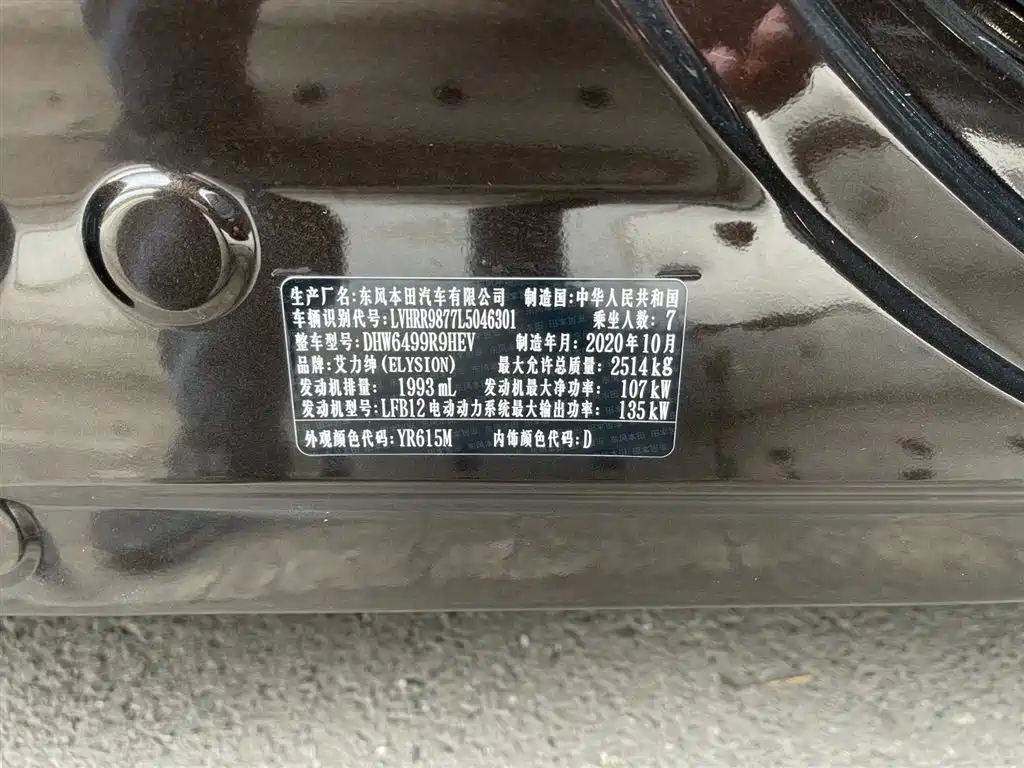 生产厂名:东风本田汽车有限公司 制造国:中华人民共和国
车辆识别代号:LVHRR9877L5046301 乘坐人数: 7
整车型号:DHW6499R9HEV 制造年月: 2020年10月
品牌:艾力绅(ELYSION) 最大允许总质量: 2514kg
发动机排量: 1993mL 发动机最大净功率: 107kW
发动机型号: LFB12 电动动力系统最大输出功率: 135kW
外观颜色代码: YR615M 内饰颜色代码: D